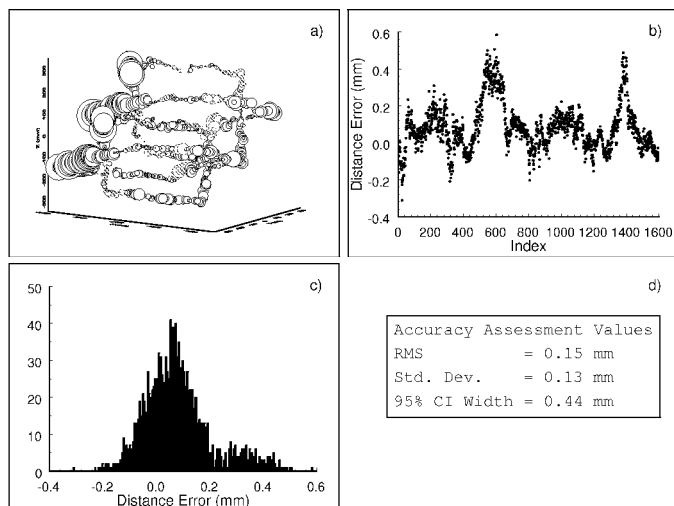 a)
b)
Distance Error (mm)
0.6
0.4
0.2
0.0
-0.2
-0.4
0 200 400 600 800 1000 1200 1400 1600
Index
c)
50
40
30
20
10
0
-0.4 -0.2 0.0 0.2 0.4 0.6
Distance Error (mm)
d)
Accuracy Assessment Values
RMS = 0.15 mm
Std. Dev. = 0.13 mm
95% CI Width = 0.44 mm